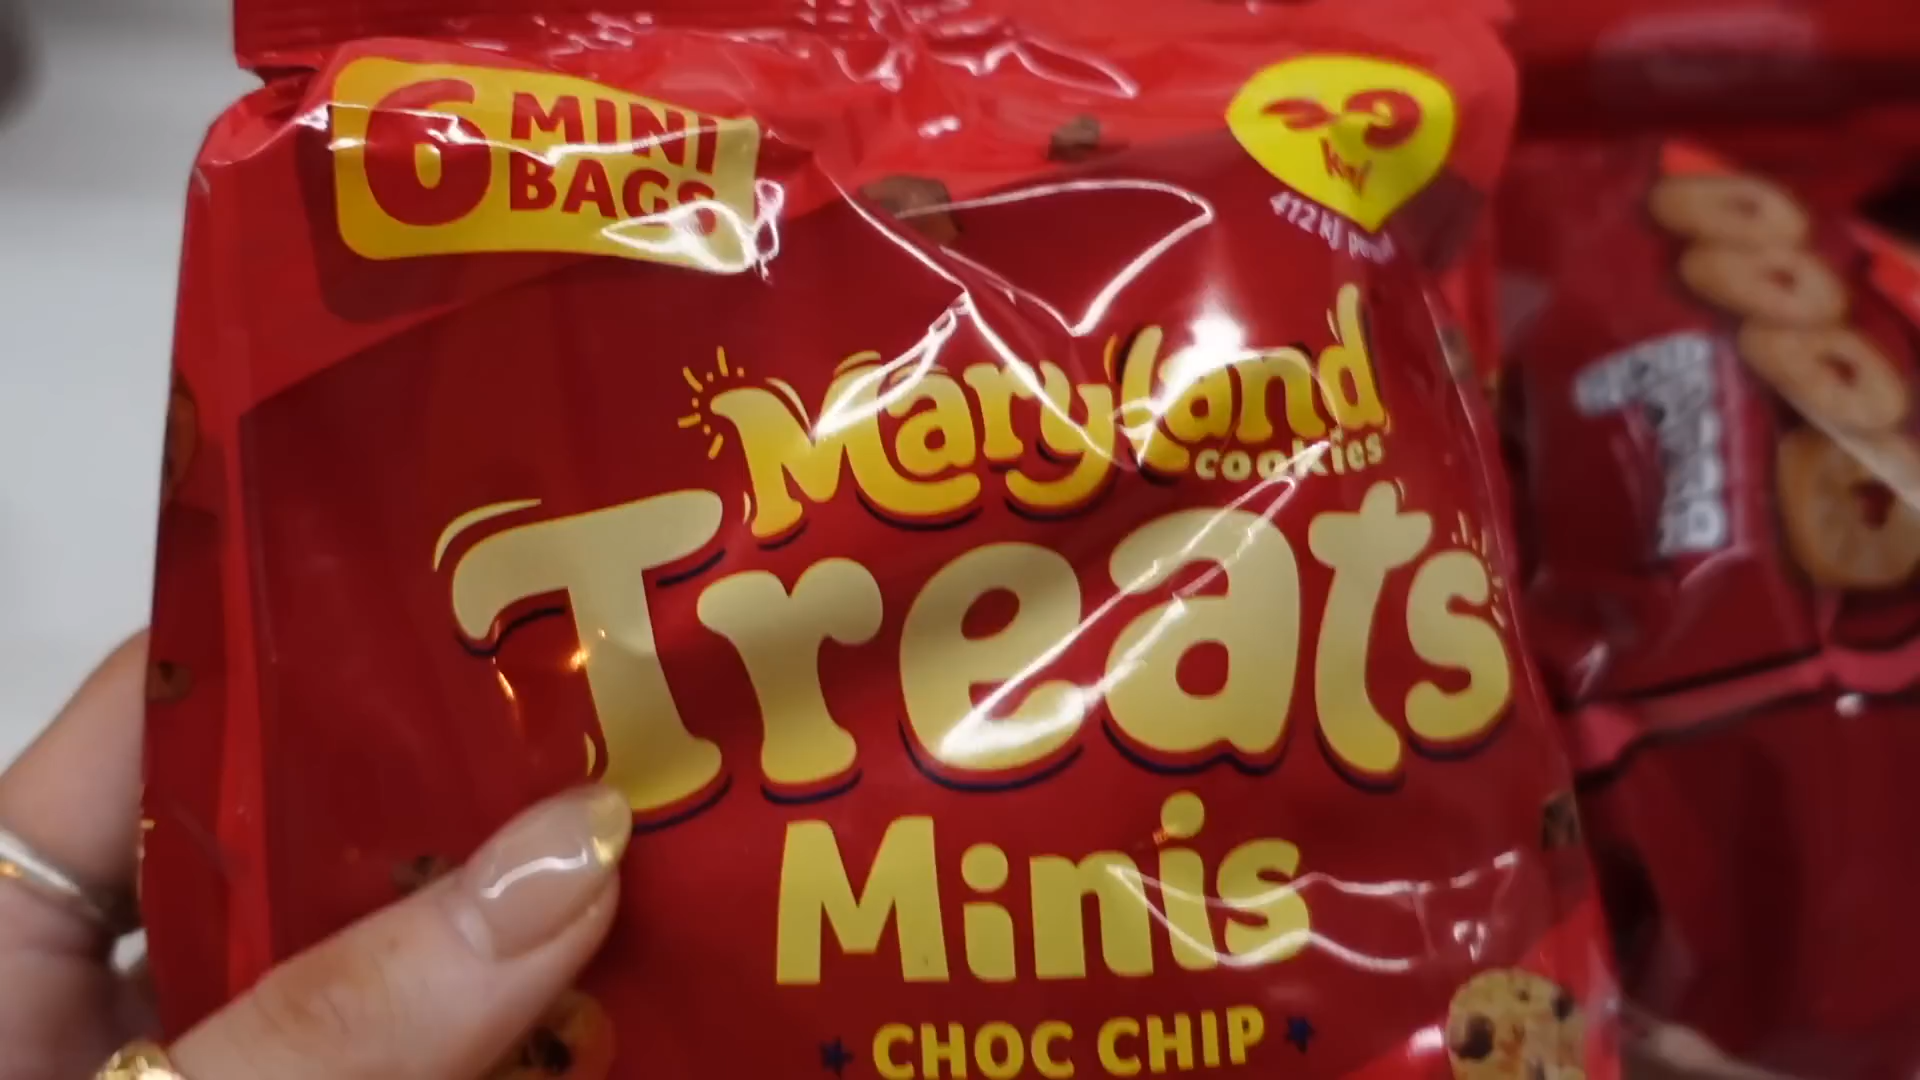 6 MINI
BAGS
412 kJ
Maryland
cookies
Treats
Minis
CHOC CHIP